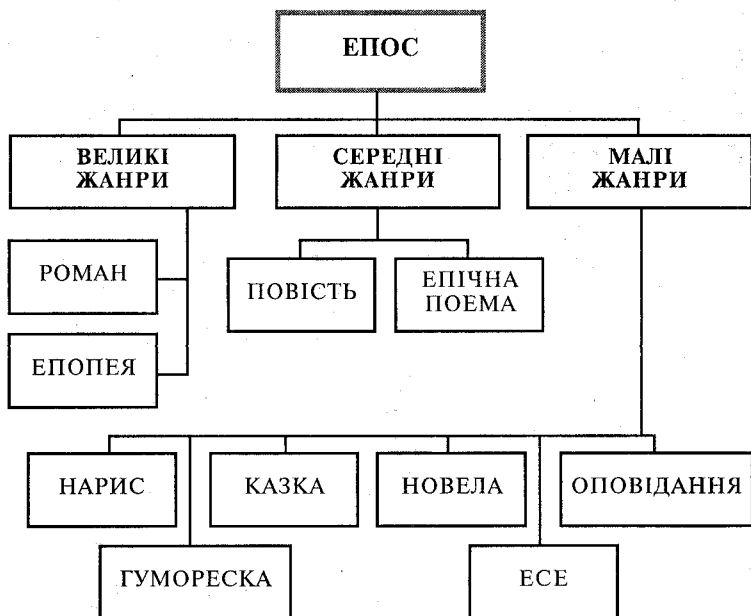 ЕПОС
ВЕЛИКІ
ЖАНРИ
СЕРЕДНІ
ЖАНРИ
МАЛІ
ЖАНРИ
РОМАН
ЕПОПЕЯ
ПОВІСТЬ
ЕПІЧНА
ПОЕМА
НАРИС
КАЗКА
НОВЕЛА
ОПОВІДАННЯ
ГУМОРЕСКА
ЕСЕ